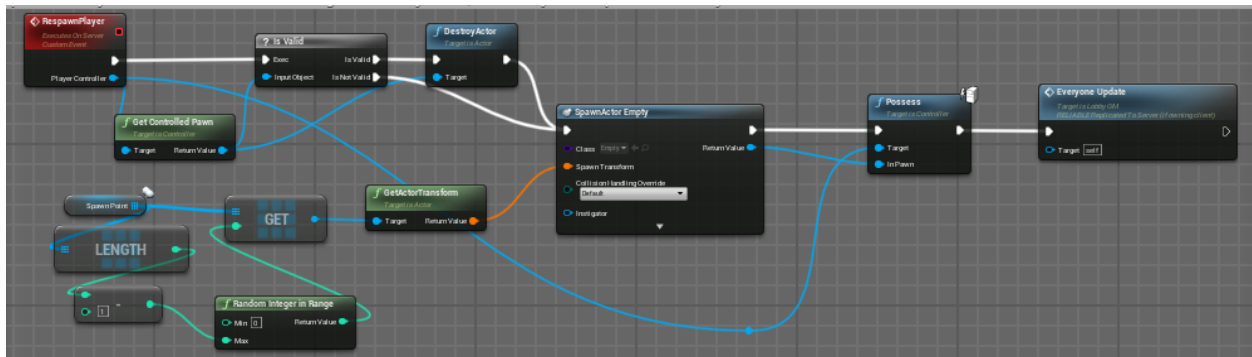 RespawnPlayer
Executes On Server
Custom Event
Player Controller
? Is Valid
Exec
Is Valid
Input Object
Is Not Valid
f DestroyActor
Target is Actor
Target
f Get Controlled Pawn
Target is Controller
Target
Return Value
SpawnActor Empty
Class
Empty
Return Value
Spawn Transform
Collision Handling Override
Default
Instigator
f Possess
Target is Controller
Target
In Pawn
Everyone Update
Target is Lobby GM
RELIABLE Replicated To Server (if owning client)
Target
self
Spawn Point
GET
f GetActorTransform
Target is Actor
Target
Return Value
LENGTH
1
-
f Random Integer in Range
Min
0
Return Value
Max